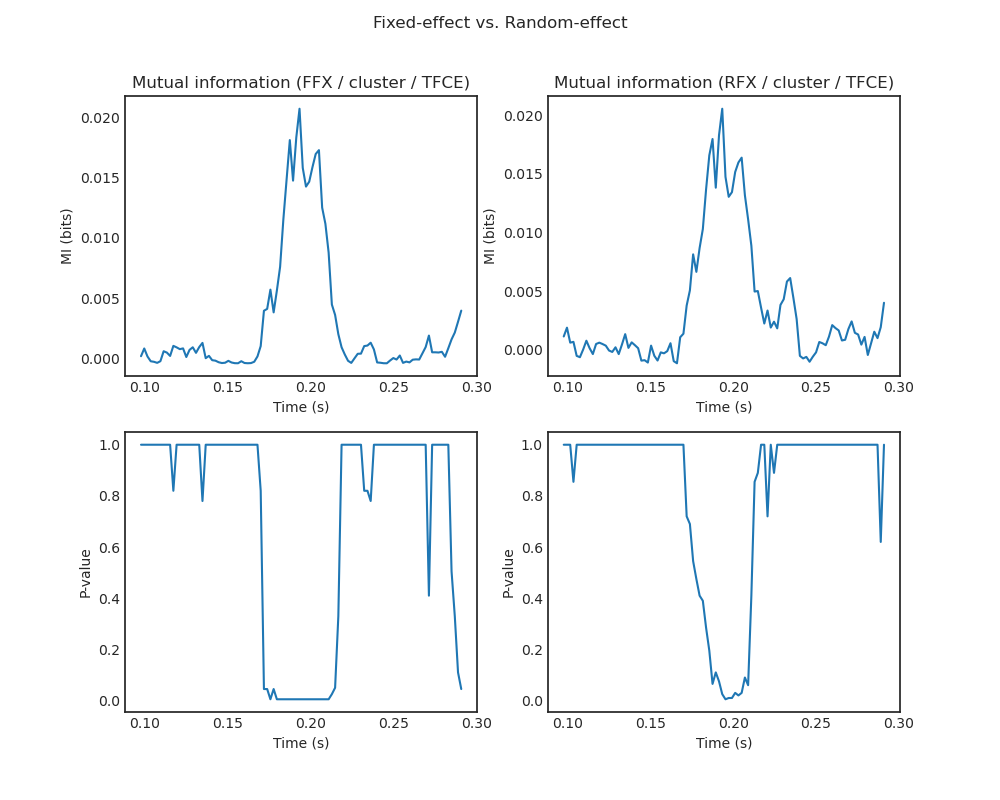 Fixed-effect vs. Random-effect
Mutual information (FFX / cluster / TFCE)
MI (bits)
0.020
0.015
0.010
0.005
0.000
0.10 0.15 0.20 0.25 0.30
Time (s)
Mutual information (RFX / cluster / TFCE)
MI (bits)
0.020
0.015
0.010
0.005
0.000
0.10 0.15 0.20 0.25 0.30
Time (s)
P-value
1.0
0.8
0.6
0.4
0.2
0.0
0.10 0.15 0.20 0.25 0.30
Time (s)
P-value
1.0
0.8
0.6
0.4
0.2
0.0
0.10 0.15 0.20 0.25 0.30
Time (s)